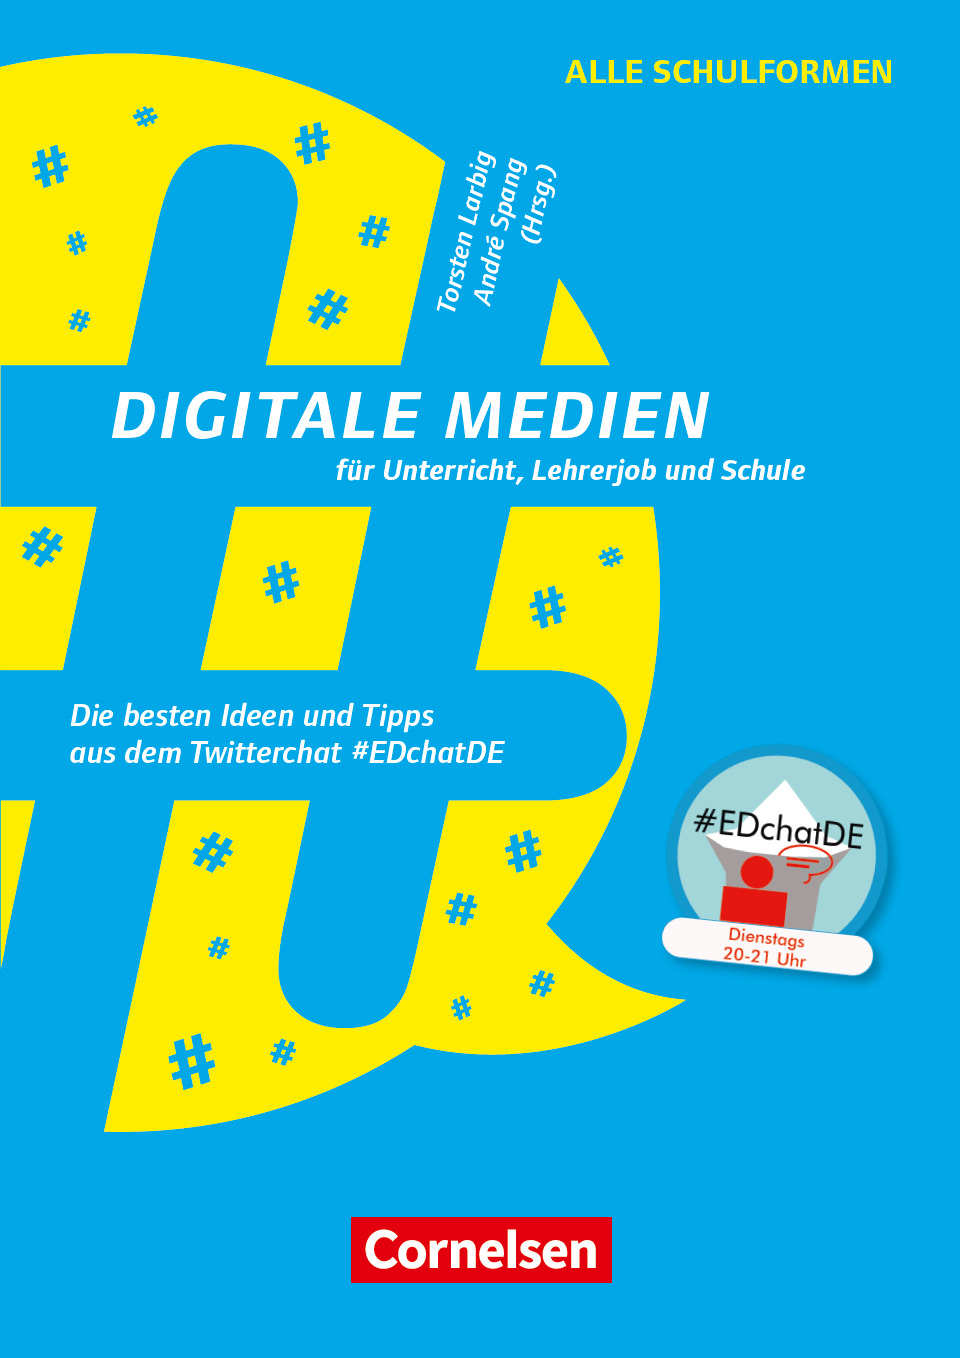 ALLE SCHULFORMEN
Torsten Larbig
André Spang
(Hrsg.)
DIGITALE MEDIEN
für Unterricht, Lehrerjob und Schule
Die besten Ideen und Tipps
aus dem Twitterchat #EDchatDE
#EDchatDE
Dienstags
20-21 Uhr
Cornelsen